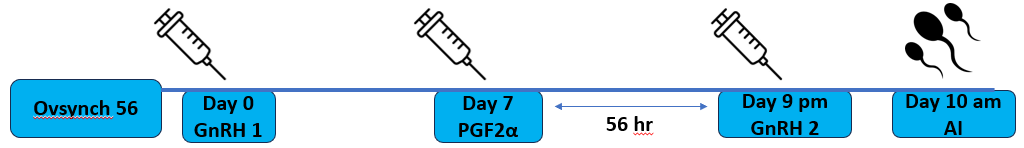 Ovsynch 56
Day 0
GnRH 1
Day 7
PGF2α
56 hr
Day 9 pm
GnRH 2
Day 10 am
AI